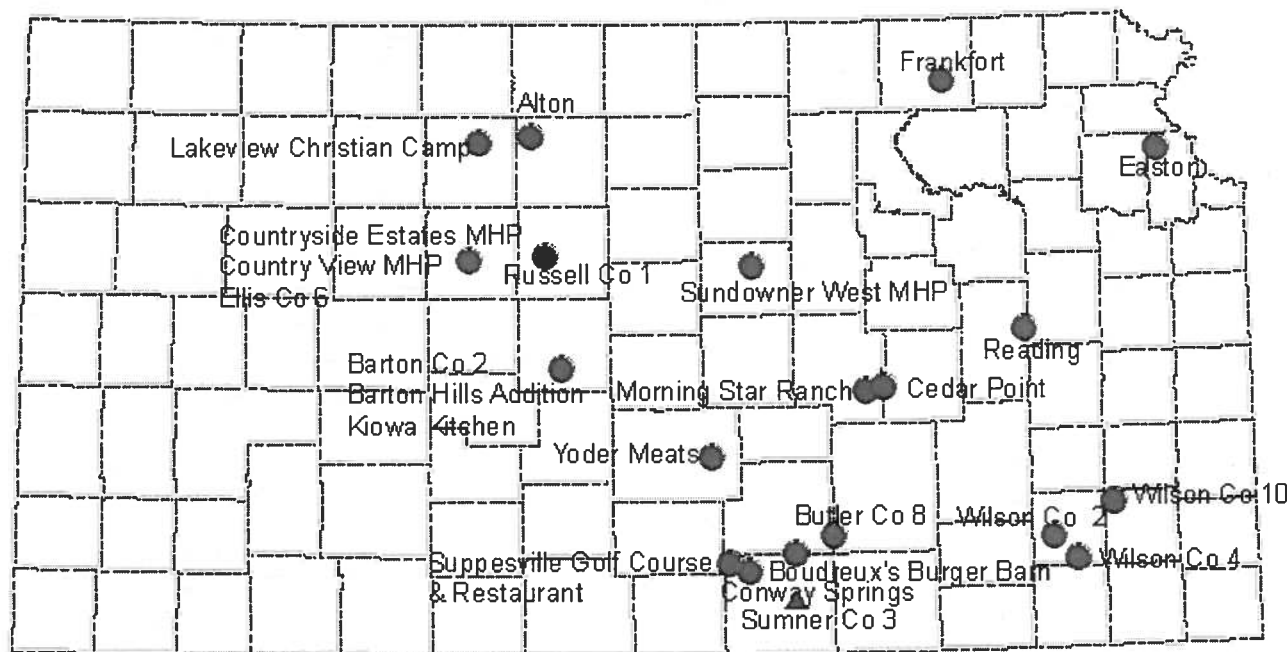 Frankfort
Alton
Lakeview Christian Camp
Easton
Countryside Estates MHP
Country View MHP
Ellis Co 6
Russell Co 1
Sundowner West MHP
Reading
Barton Co 2
Barton Hills Addition
Kiowa Kitchen
Morning Star Ranch
Cedar Point
Yoder Meats
Wilson Co 10
Butler Co 8
Wilson Co 2
Wilson Co 4
Suppesville Golf Course
& Restaurant
Boudreux's Burger Barn
Conway Springs
Sumner Co 3